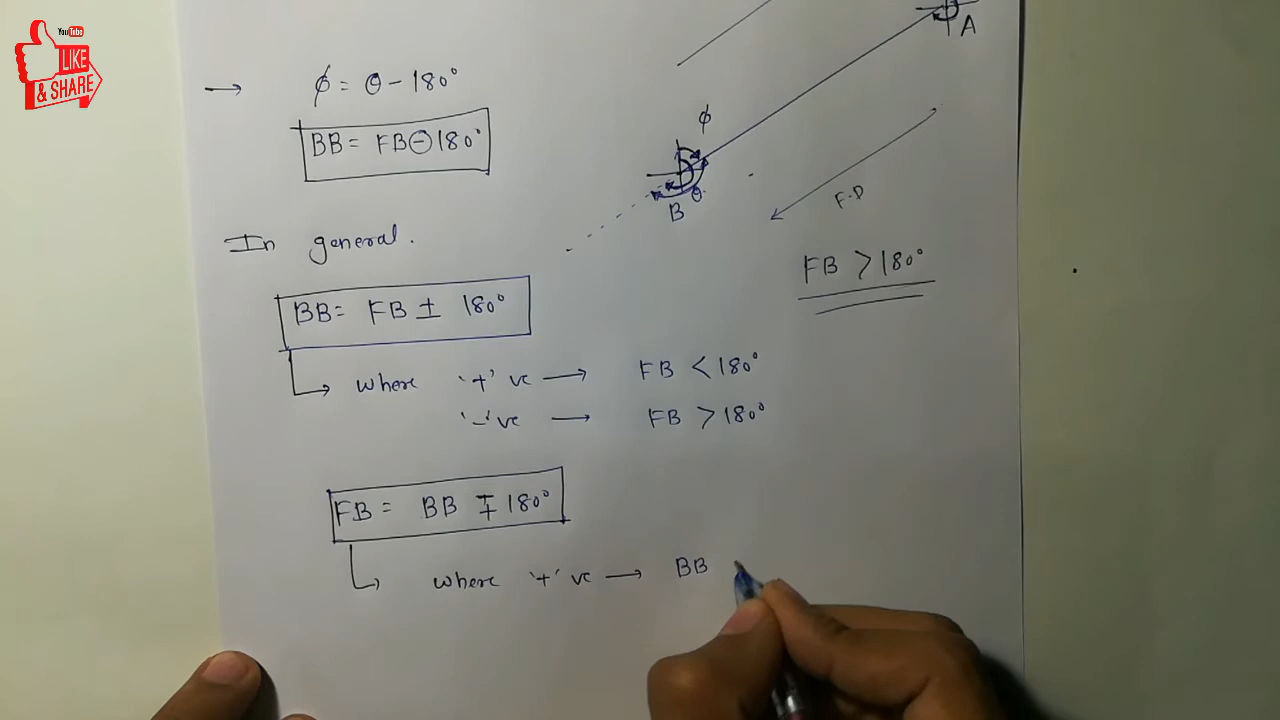 YouTube
LIKE
& SHARE
→ ϕ = θ - 180°
BB = FB ⊖ 180°
A
ϕ
θ
B
F.D
FB > 180°
In general.
BB = FB ± 180°
where '+' ve → FB < 180°
'-' ve → FB > 180°
FB = BB ∓ 180°
where '+' ve → BB